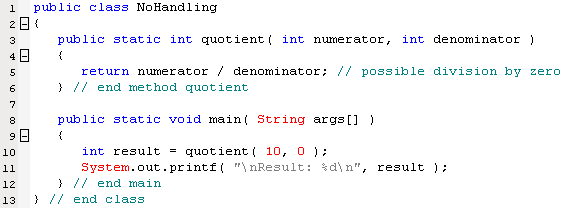 1 public class NoHandling
2 {
3 public static int quotient( int numerator, int denominator )
4 {
5 return numerator / denominator; // possible division by zero
6 } // end method quotient
7
8 public static void main( String args[] )
9 {
10 int result = quotient( 10, 0 );
11 System.out.printf( "\nResult: %d\n", result );
12 } // end main
13 } // end class